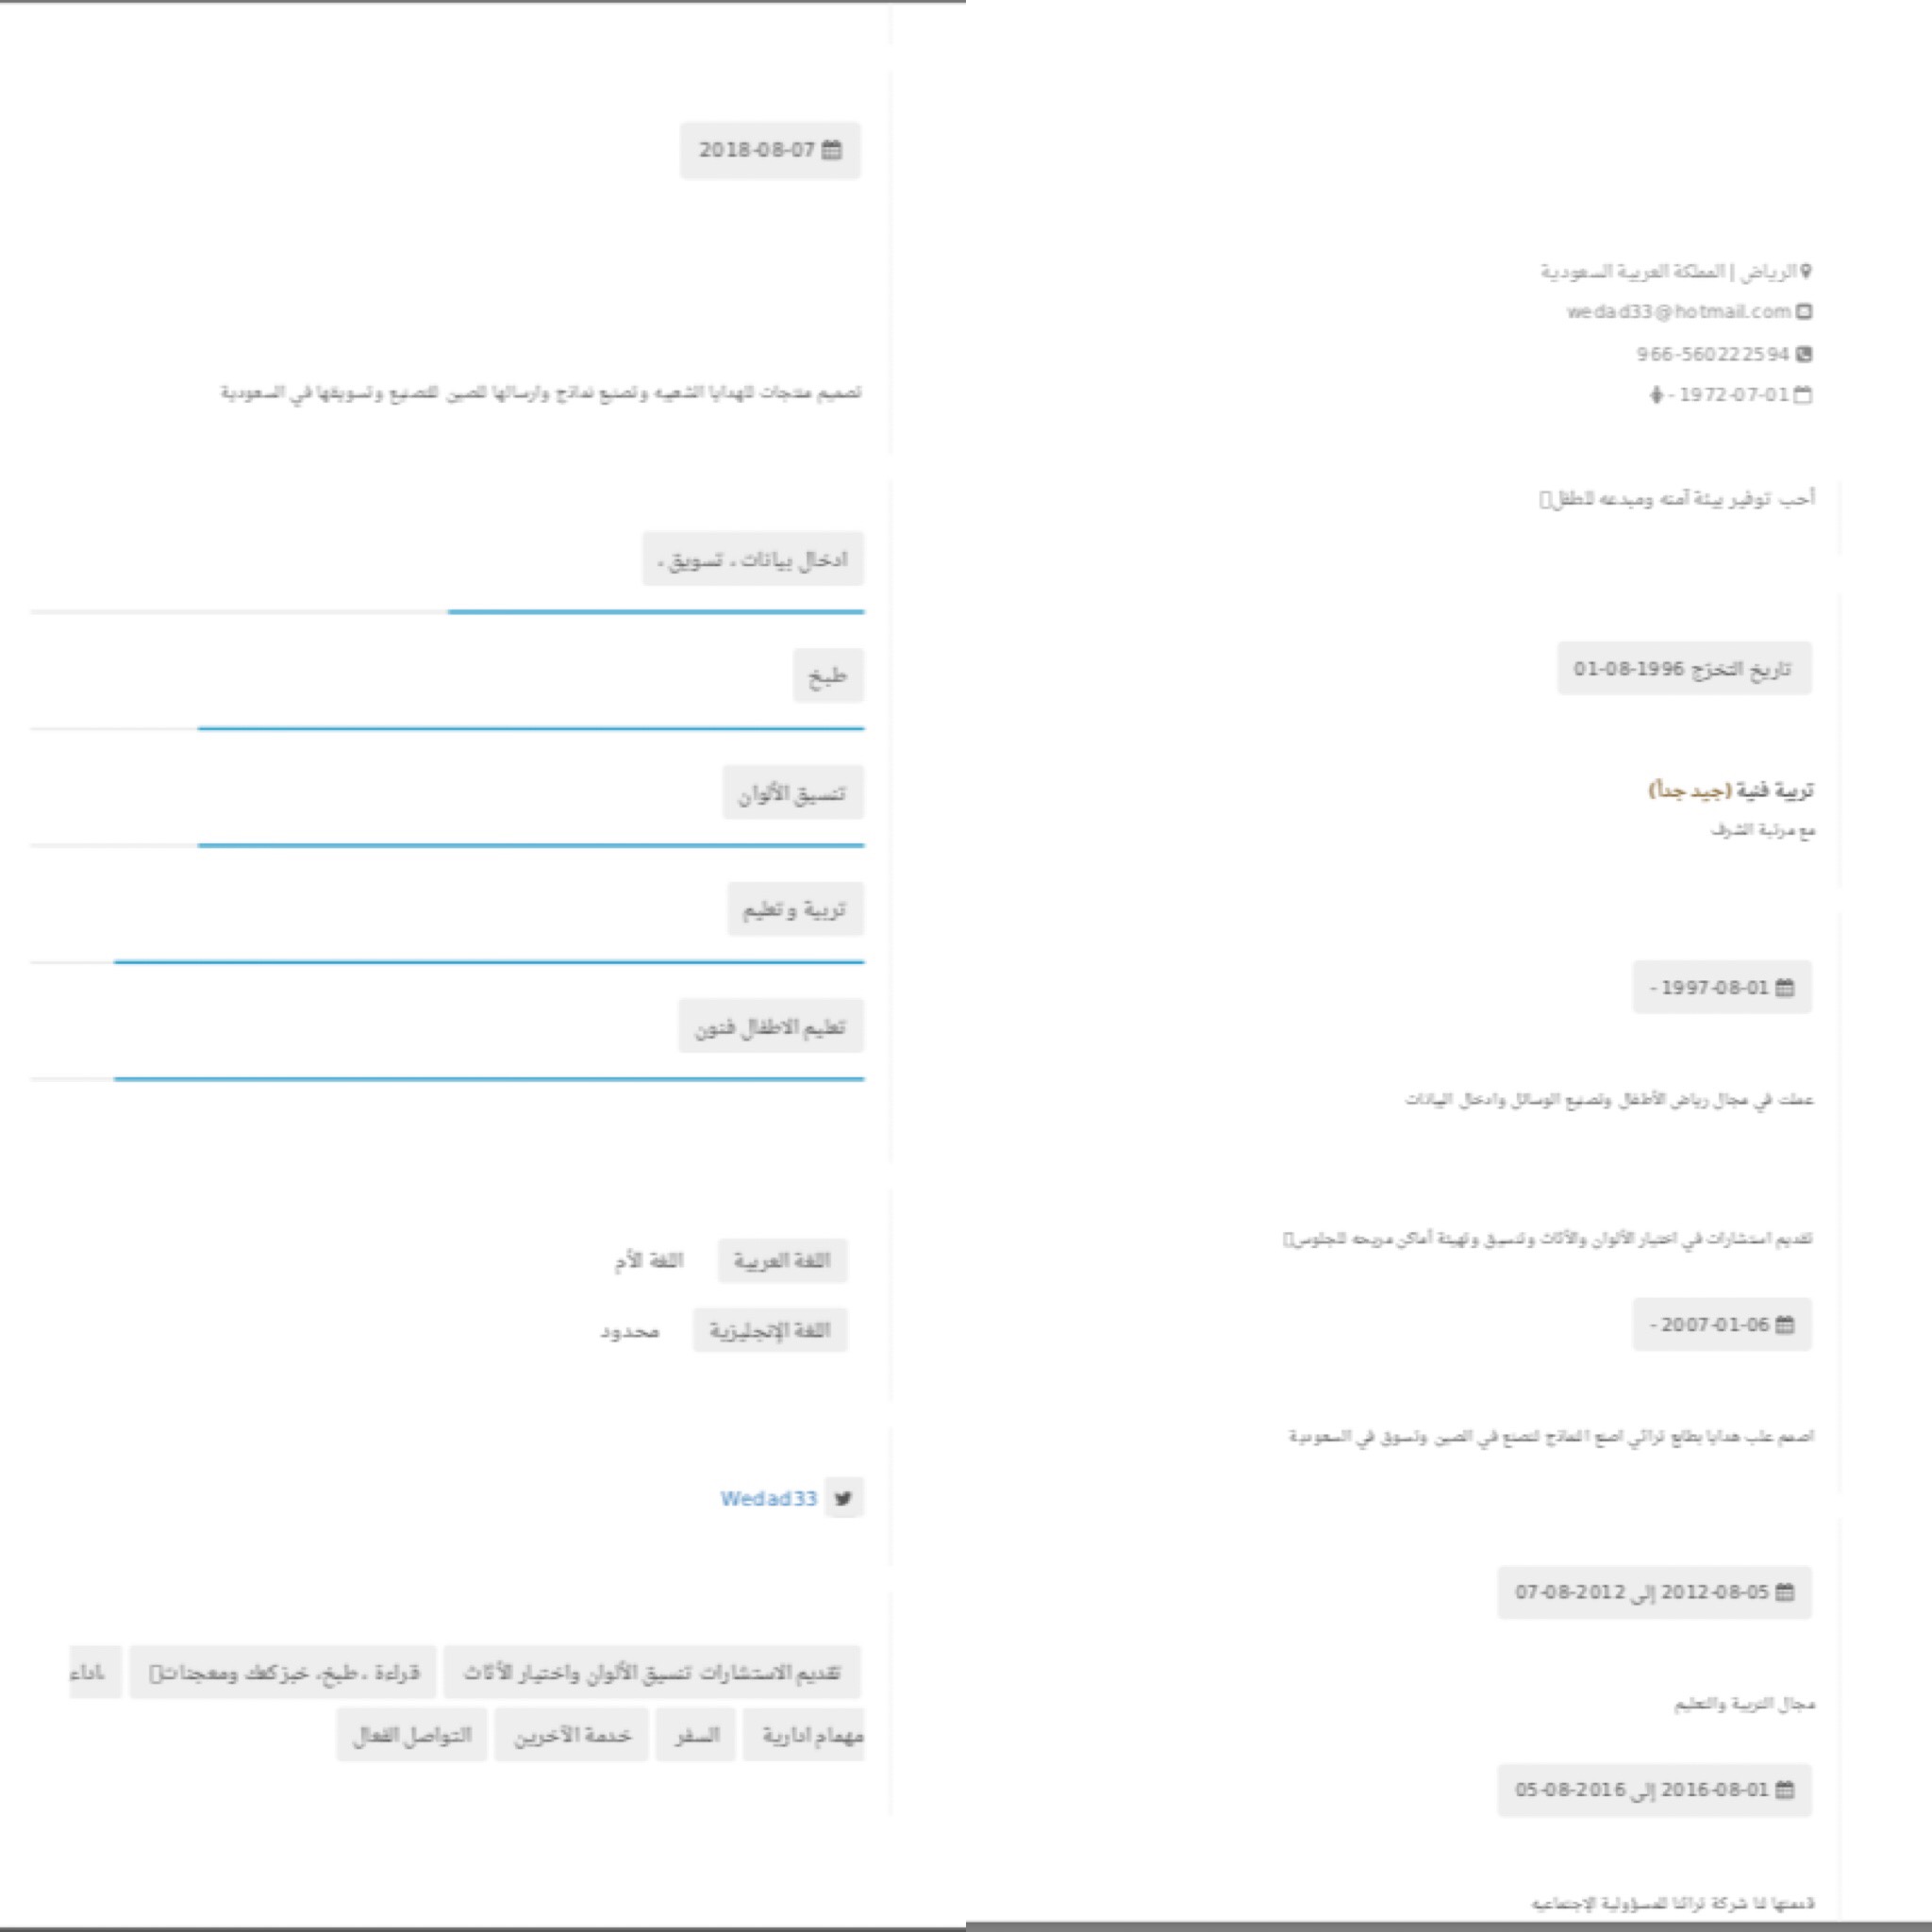 الرياض | المملكة العربية السعودية
wedad33@hotmail.com
966-560222594
1972-07-01 -
أحب توفير بيئة آمنه ومبدعه للطفل
تاريخ التخرّج 1996-08-01
تربية فنية (جيد جداً)
مع مرتبة الشرف
1997-08-01 -
عملت في مجال رياض الأطفال وتصنيع الوسائل وادخال البيانات
تقديم استشارات في اختيار الألوان والأثاث وتنسيق وتهيئة أماكن مريحه للجلوس
2007-01-06 -
اصمم علب هدايا بطابع تراثي اصنع النماذج لتصنع في الصين وتسوق في السعودية
2012-08-05 إلى 2012-08-07
مجال التربية والتعليم
2016-08-01 إلى 2016-08-05
قدمتها لنا شركة تراثنا للمسؤولية الإجتماعيه
2018-08-07
تصميم منتجات للهدايا الشعبيه وتصنيع نماذج وارسالها للصين للتصنيع وتسويقها في السعودية
ادخال بيانات ، تسويق ،
طبخ
تنسيق الألوان
تربية وتعليم
تعليم الاطفال فنون
اللغة العربية اللغة الأم
اللغة الإنجليزية محدود
Wedad33
تقديم الاستشارات تنسيق الألوان واختيار الأثاث قراءة ، طبخ، خبز كعك ومعجنات ،اداء
مهمام ادارية السفر خدمة الآخرين التواصل الفعال